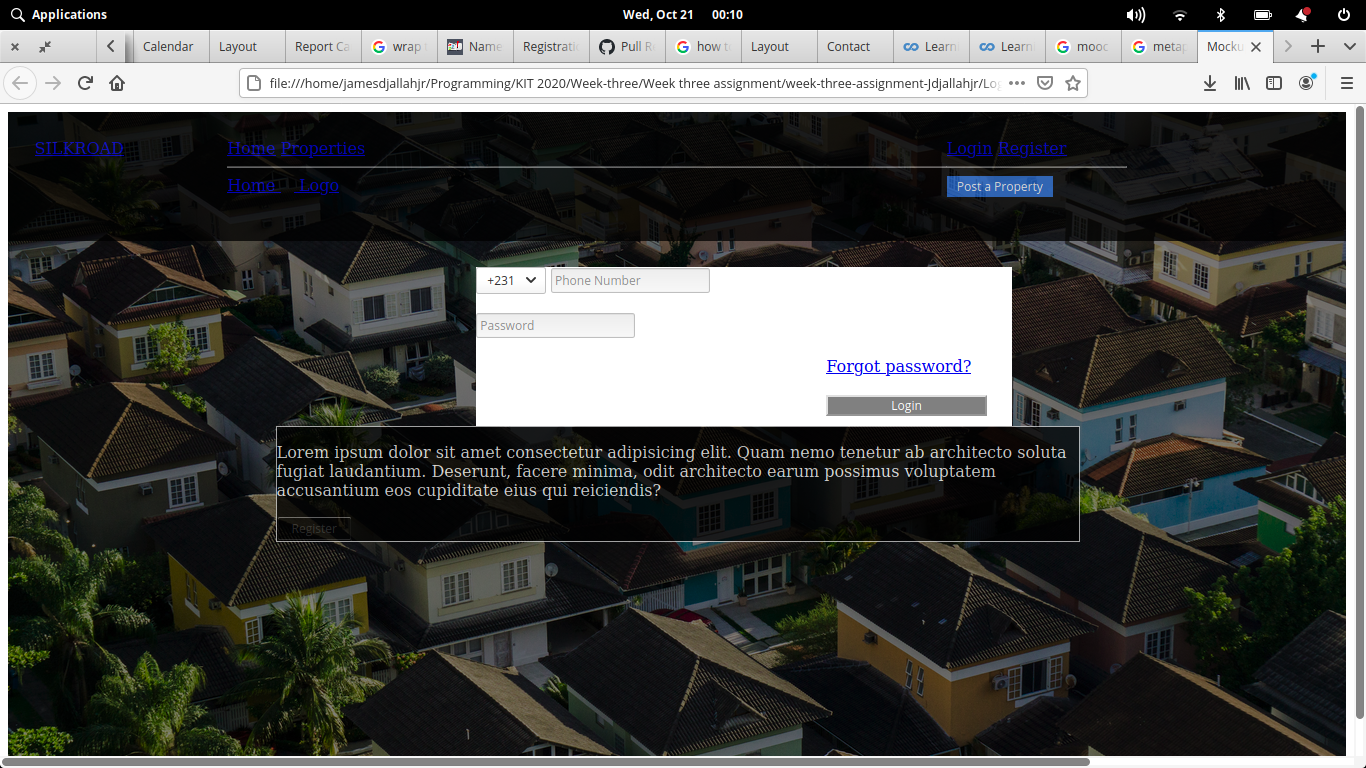 Applications
Wed, Oct 21 00:10
Calendar Layout Report Ca wrap Name Registrati Pull R how t Layout Contact Learn Learn mooc metap Mocku
file:///home/jamesdjallahjr/Programming/KIT 2020/Week-three/Week three assignment/week-three-assignment-Jdjallahjr/Log
SILKROAD Home Properties Login Register
Home Logo Post a Property
+231 Phone Number
Password
Forgot password?
Login
Lorem ipsum dolor sit amet consectetur adipisicing elit. Quam nemo tenetur ab architecto soluta
fugiat laudantium. Deserunt, facere minima, odit architecto earum possimus voluptatem
accusantium eos cupiditate eius qui reiciendis?
Register